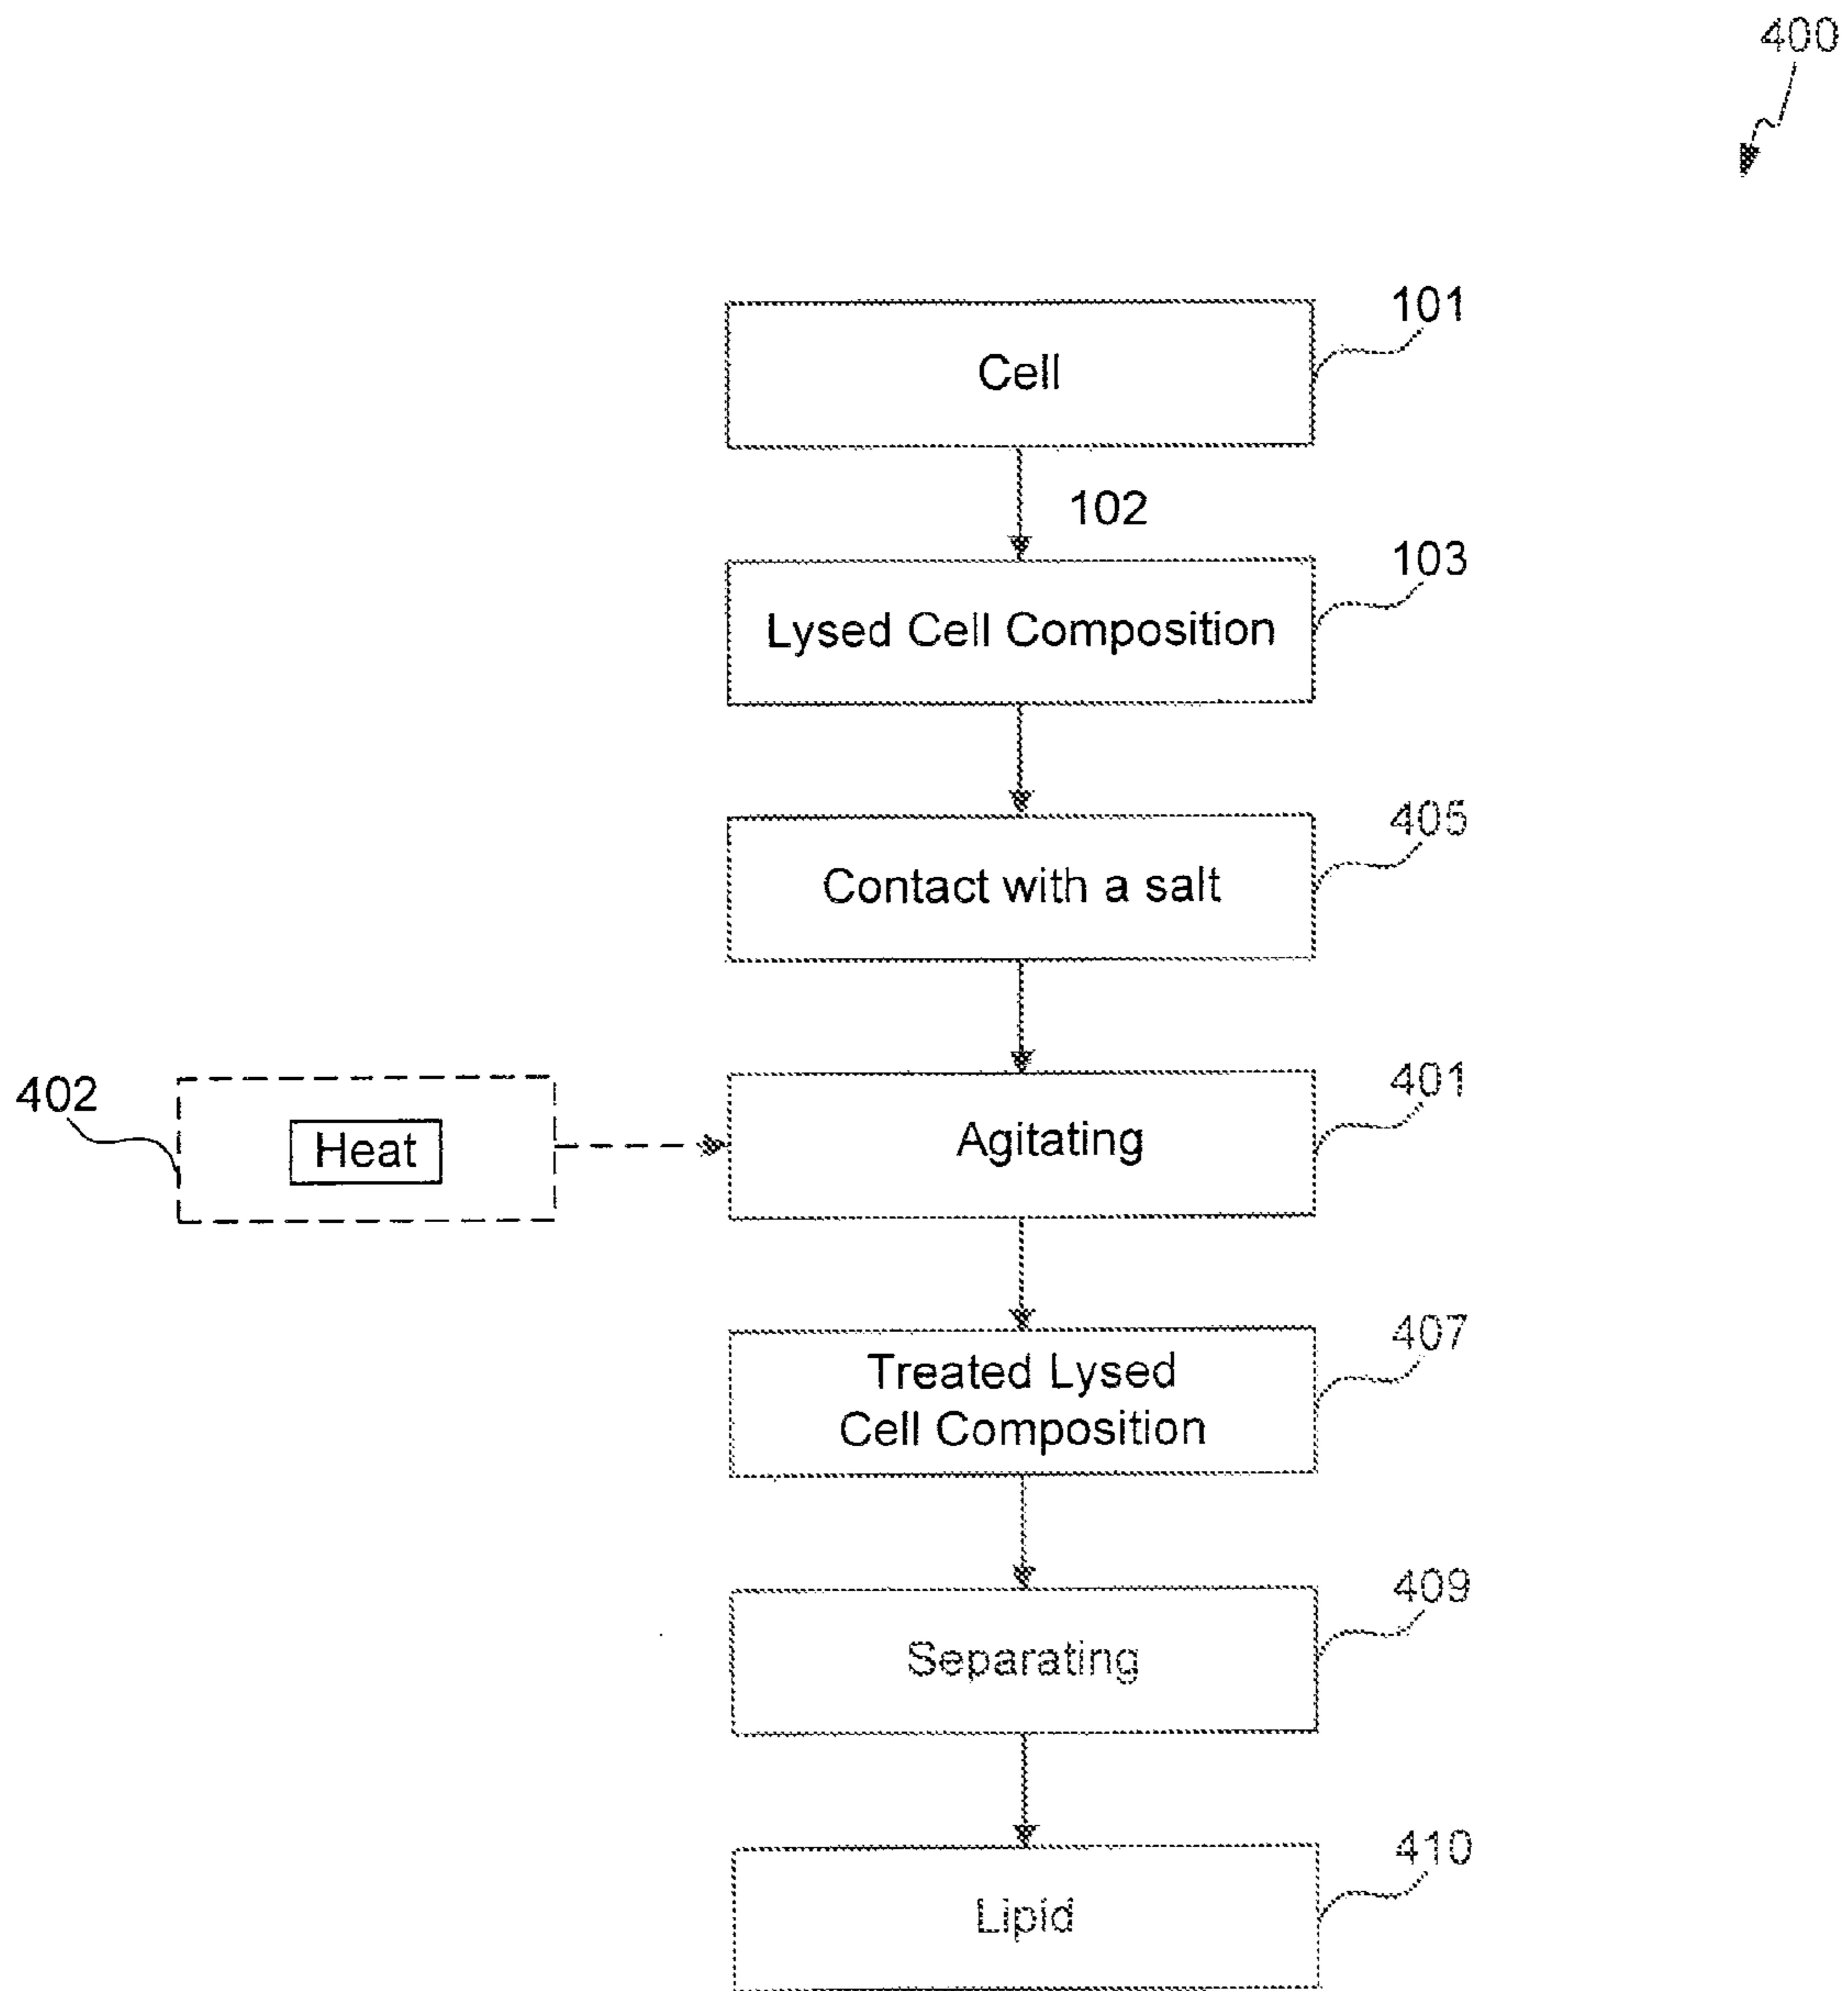 400
101
Cell
102
103
Lysed Cell Composition
405
Contact with a salt
402
Heat
401
Agitating
407
Treated Lysed
Cell Composition
409
Separating
410
Lipid